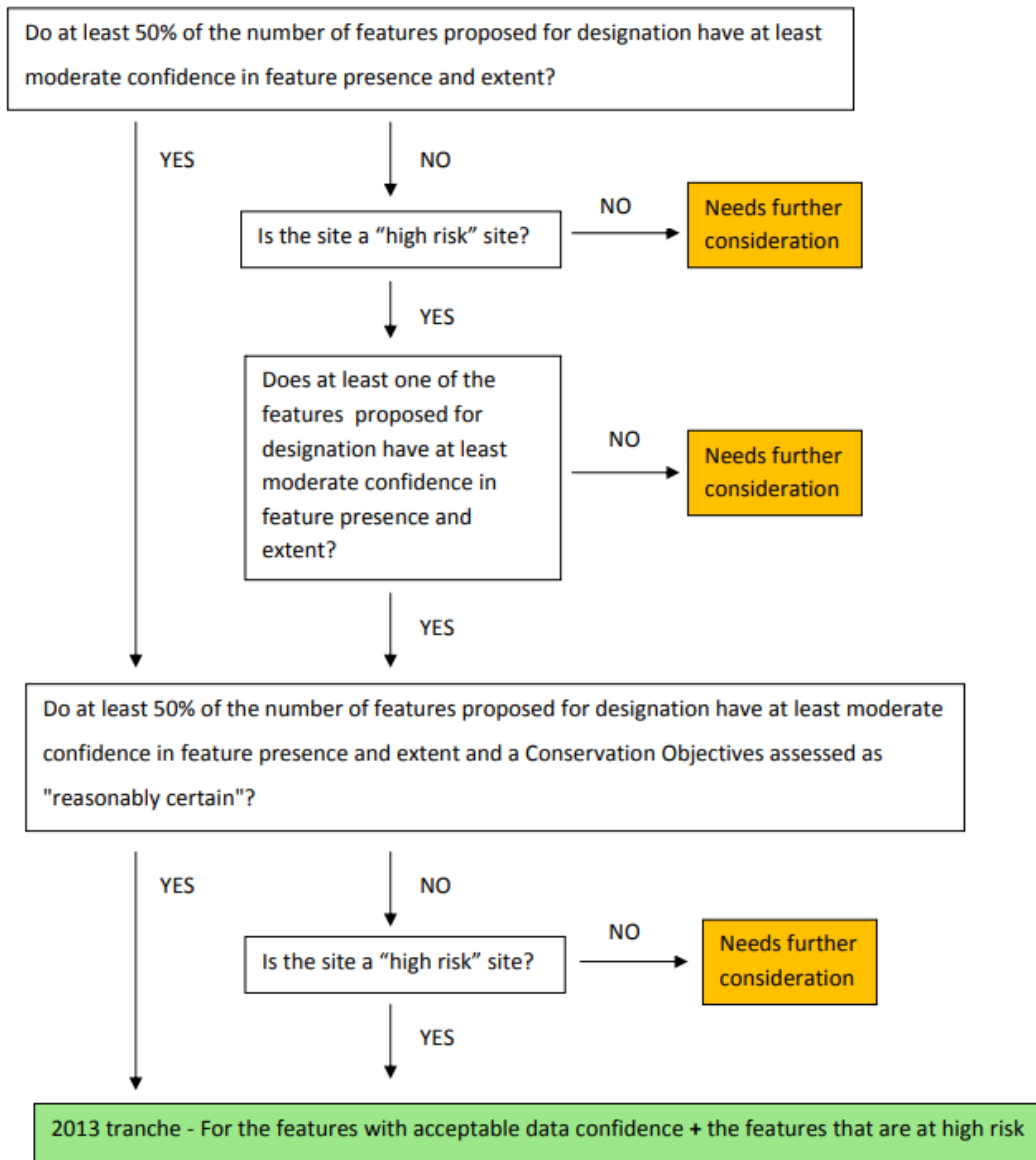 Do at least 50% of the number of features proposed for designation have at least
moderate confidence in feature presence and extent?
YES
NO
Is the site a “high risk” site?
NO
Needs further
consideration
YES
Does at least one of the
features  proposed for
designation have at least
moderate confidence in
feature presence and
extent?
NO
Needs further
consideration
YES
Do at least 50% of the number of features proposed for designation have at least moderate
confidence in feature presence and extent and a Conservation Objectives assessed as
"reasonably certain"?
YES
NO
Is the site a “high risk” site?
NO
Needs further
consideration
YES
2013 tranche - For the features with acceptable data confidence + the features that are at high risk